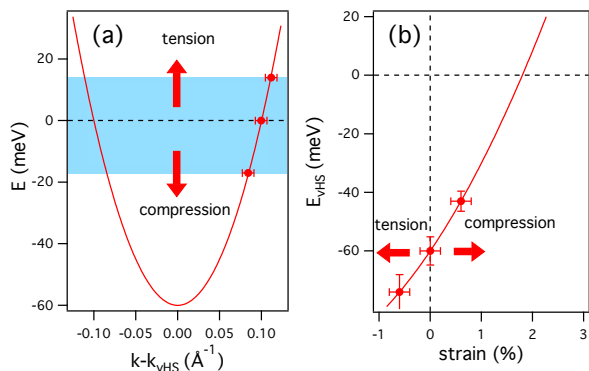 (a)
tension
compression
E (meV)
20
0
-20
-40
-60
-0.10
-0.05
0.00
0.05
0.10
k-kvHS (Å-1)
(b)
tension
compression
EvHS (meV)
20
0
-20
-40
-60
-80
-1
0
1
2
3
strain (%)